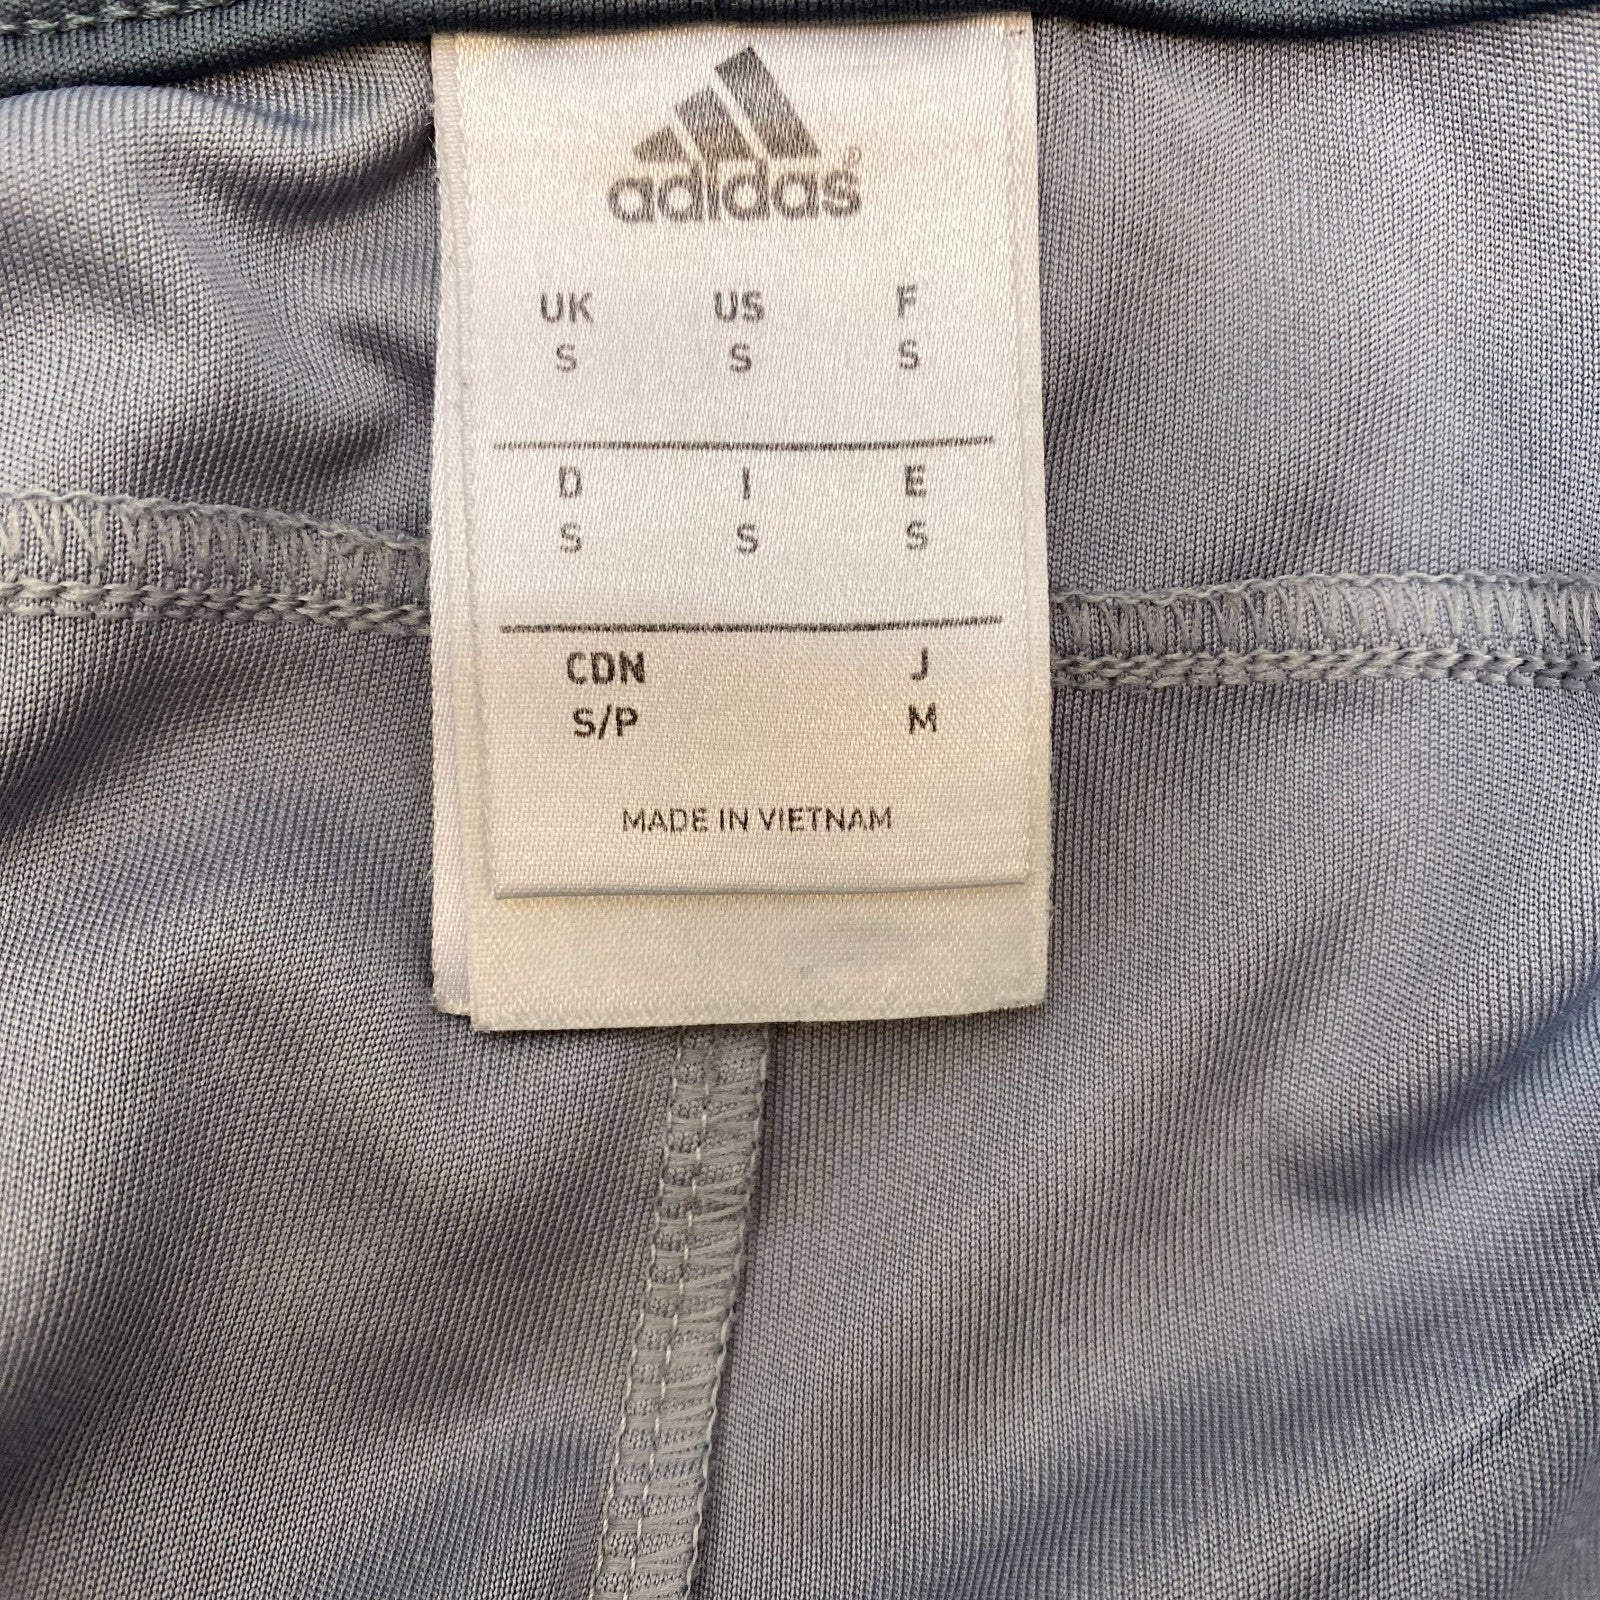 adidas
UK US F
S S S
D I E
S S S
CDN J
S/P M
MADE IN VIETNAM